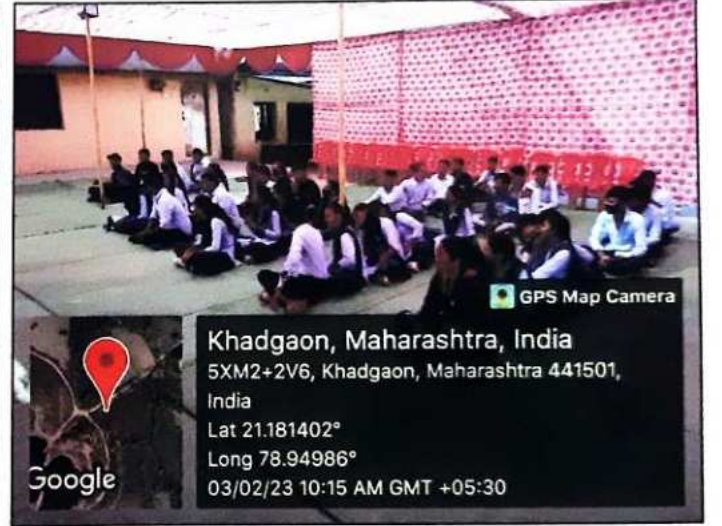 GPS Map Camera
Khadgaon, Maharashtra, India
5XM2+2V6, Khadgaon, Maharashtra 441501,
India
Lat 21.181402°
Long 78.94986°
03/02/23 10:15 AM GMT +05:30
Google